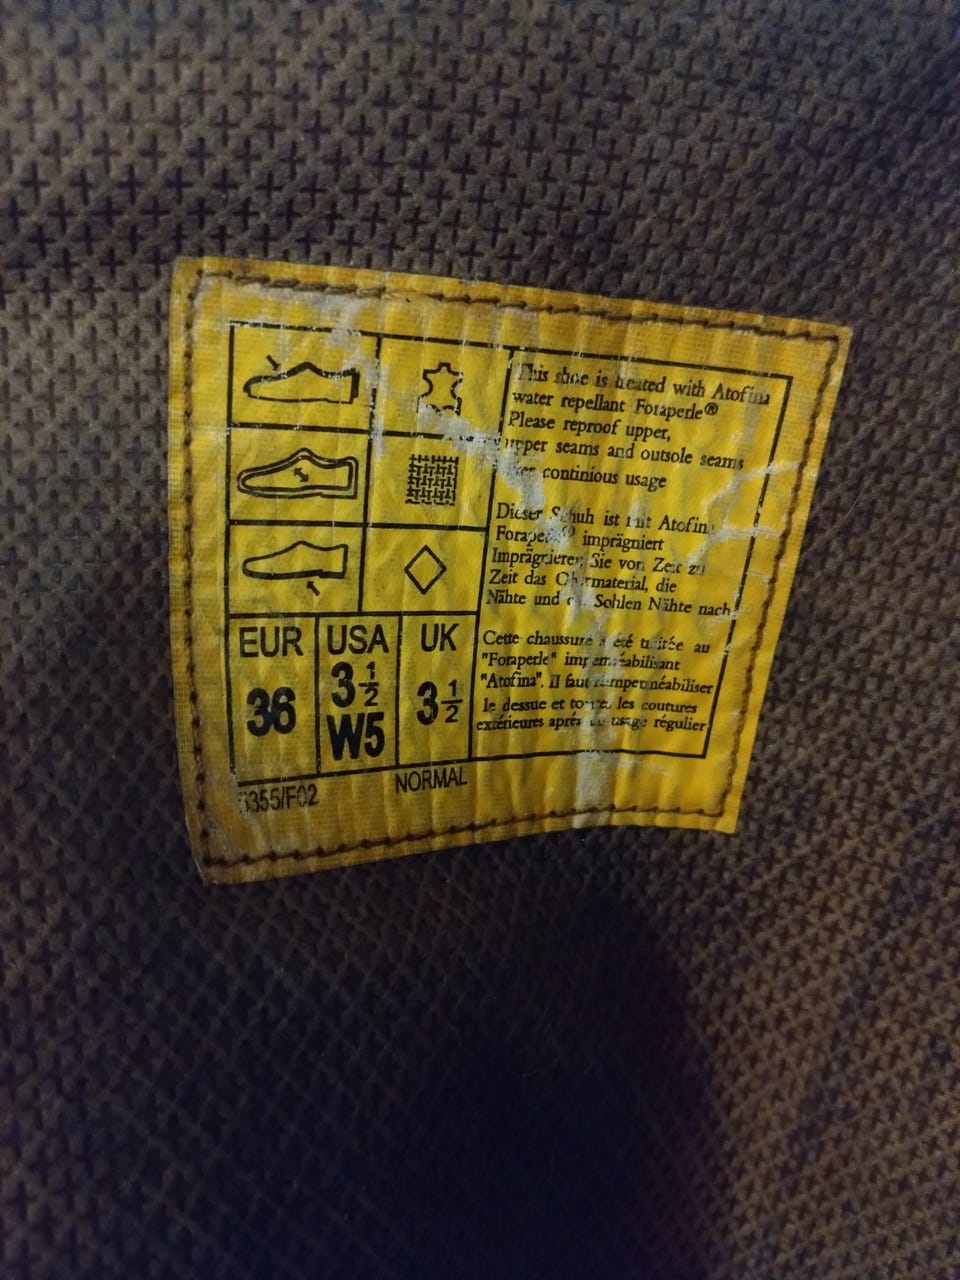 This shoe is treated with Atofina
water repellant Foraperle®
Please reproof upper,
upper seams and outsole seams
continious usage
Dieser Schuh ist mit Atofina
imprägniert
Imprägnieren Sie von Zeit zu
Zeit das Obermaterial, die
Nähte und Sohlen Nähte nach
Cette chaussure a été traitée au
"Foraperle" imperméabilisant
"Atofina". Il faut
le dessue et toutes les coutures
extérieures après usage régulier
EUR USA UK
36 3 1/2 W5 3 1/2
NORMAL